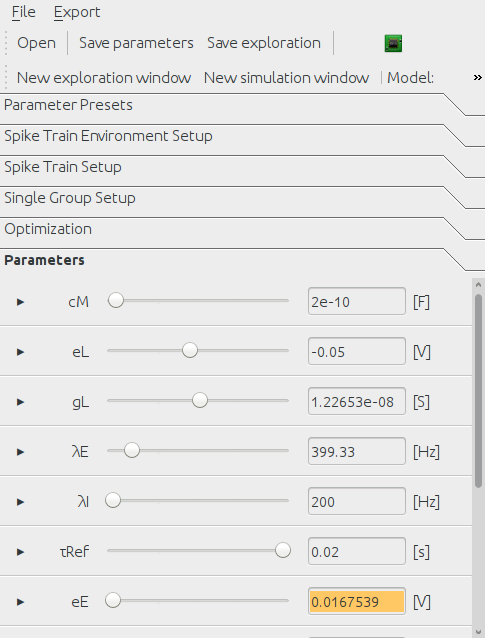 File Export
Open Save parameters Save exploration
New exploration window New simulation window Model: »
Parameter Presets
Spike Train Environment Setup
Spike Train Setup
Single Group Setup
Optimization
Parameters
cM 2e-10 [F]
eL -0.05 [V]
gL 1.22653e-08 [S]
λE 399.33 [Hz]
λI 200 [Hz]
τRef 0.02 [s]
eE 0.0167539 [V]